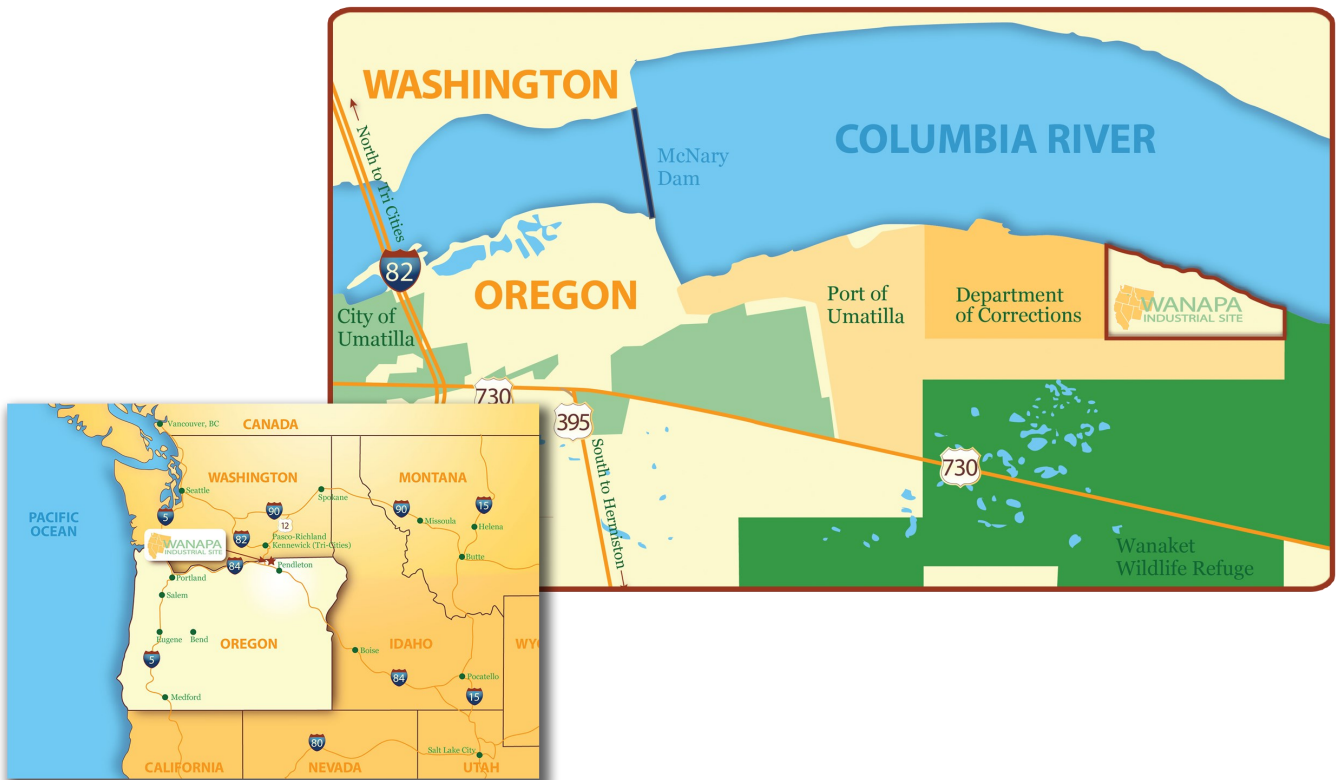 WASHINGTON
COLUMBIA RIVER
North to Tri Cities
McNary
Dam
82
OREGON
City of
Umatilla
Port of
Umatilla
Department
of Corrections
WANAPA
INDUSTRIAL SITE
730
395
South to Hermiston
730
Wanaket
Wildlife Refuge
Vancouver, BC
CANADA
WASHINGTON
MONTANA
Seattle
Spokane
PACIFIC
OCEAN
5
90
12
90
15
Missoula
Helena
82
Pasco-Richland
Kennewick (Tri-Cities)
WANAPA
INDUSTRIAL SITE
Butte
84
Pendleton
Portland
Salem
Eugene
Bend
OREGON
IDAHO
WYO
5
Boise
84
Pocatello
15
Medford
80
Salt Lake City
CALIFORNIA
NEVADA
UTAH